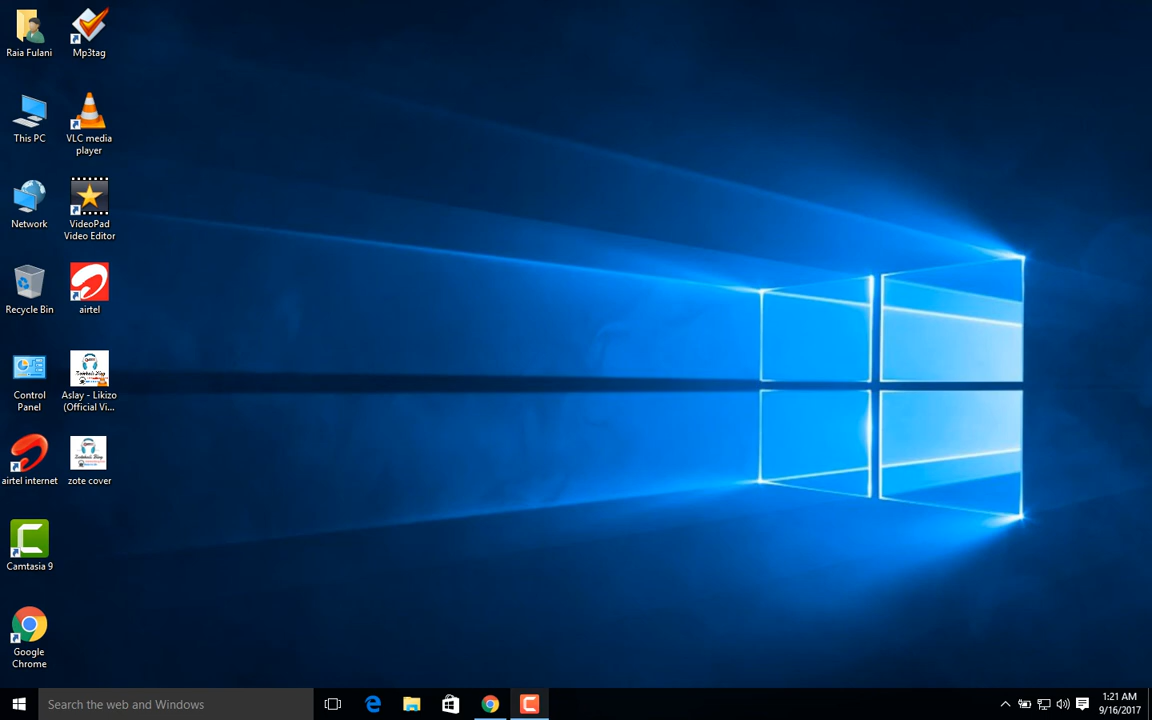 Raia Fulani
Mp3tag
This PC
VLC media
player
Network
VideoPad
Video Editor
Recycle Bin
airtel
Control
Panel
Aslay - Likizo
(Official Vi...
airtel internet
zote cover
Camtasia 9
Google
Chrome
Search the web and Windows
1:21 AM
9/16/2017